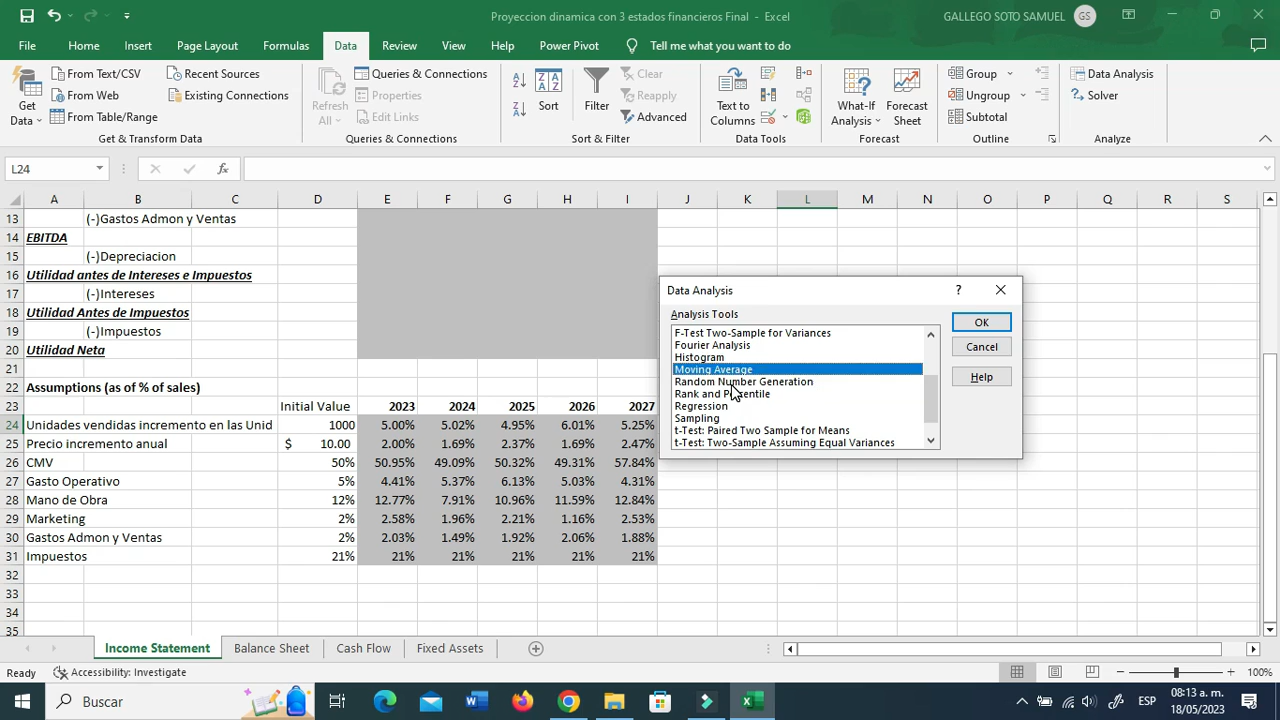 Proyeccion dinamica con 3 estados financieros Final - Excel
GALLEGO SOTO SAMUEL
GS
File Home Insert Page Layout Formulas Data Review View Help Power Pivot Tell me what you want to do
Get Data
From Text/CSV
From Web
From Table/Range
Recent Sources
Existing Connections
Get & Transform Data
Refresh All
Queries & Connections
Properties
Edit Links
Queries & Connections
Sort
Filter
Clear
Reapply
Advanced
Sort & Filter
Text to Columns
Data Tools
What-If Analysis
Forecast Sheet
Forecast
Group
Ungroup
Subtotal
Outline
Data Analysis
Solver
Analyze
L24
fx
A B C D E F G H I J K L M N O P Q R S
13 (-)Gastos Admon y Ventas
14 EBITDA
15 (-)Depreciacion
16 Utilidad antes de Intereses e Impuestos
17 (-)Intereses
18 Utilidad Antes de Impuestos
19 (-)Impuestos
20 Utilidad Neta
21
22 Assumptions (as of % of sales)
23 Initial Value 2023 2024 2025 2026 2027
24 Unidades vendidas incremento en las Unid 1000 5.00% 5.02% 4.95% 6.01% 5.25%
25 Precio incremento anual $ 10.00 2.00% 1.69% 2.37% 1.69% 2.47%
26 CMV 50% 50.95% 49.09% 50.32% 49.31% 57.84%
27 Gasto Operativo 5% 4.41% 5.37% 6.13% 5.03% 4.31%
28 Mano de Obra 12% 12.77% 7.91% 10.96% 11.59% 12.84%
29 Marketing 2% 2.58% 1.96% 2.21% 1.16% 2.53%
30 Gastos Admon y Ventas 2% 2.03% 1.49% 1.92% 2.06% 1.88%
31 Impuestos 21% 21% 21% 21% 21% 21%
32
33
34
35
Data Analysis
?
Analysis Tools
F-Test Two-Sample for Variances
Fourier Analysis
Histogram
Moving Average
Random Number Generation
Rank and Percentile
Regression
Sampling
t-Test: Paired Two Sample for Means
t-Test: Two-Sample Assuming Equal Variances
OK
Cancel
Help
Income Statement Balance Sheet Cash Flow Fixed Assets
Ready Accessibility: Investigate
100%
Buscar
ESP
08:13 a. m.
18/05/2023
3